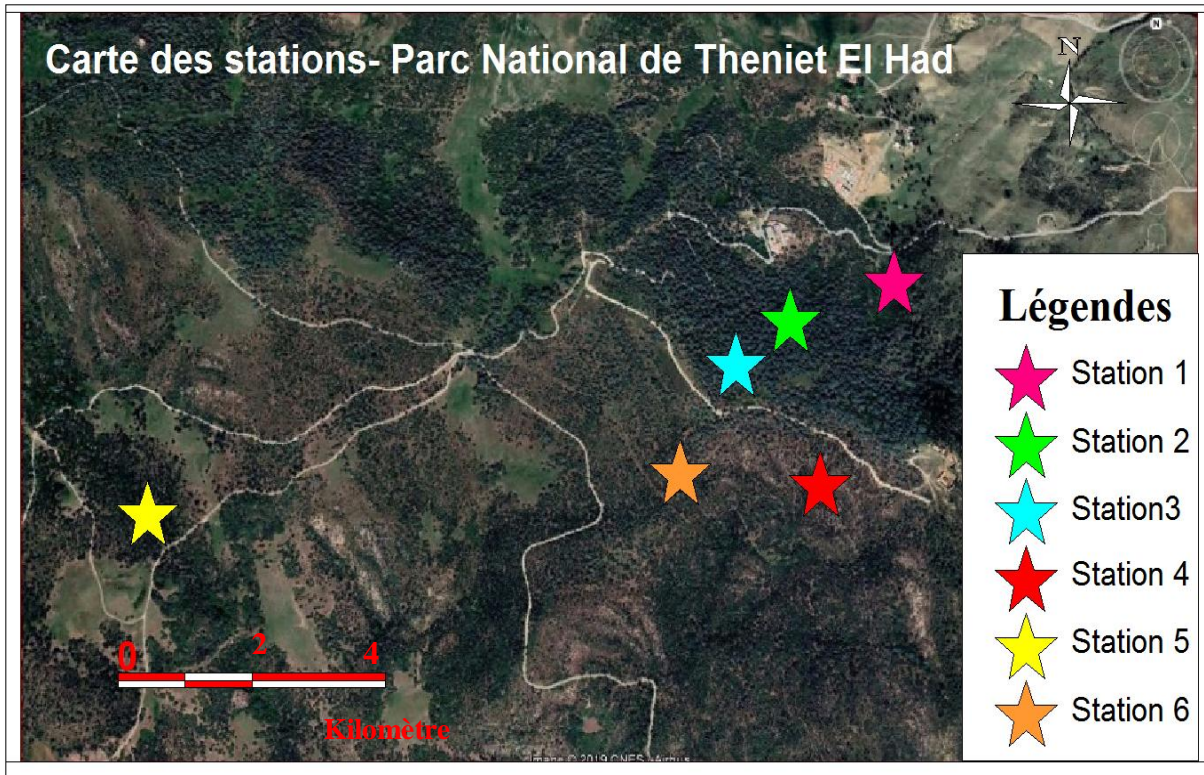 Carte des stations- Parc National de Theniet El Had
N
N
Légendes
Station 1
Station 2
Station3
Station 4
Station 5
Station 6
0 2 4
Kilomètre
Image © 2019 CNES / Airbus